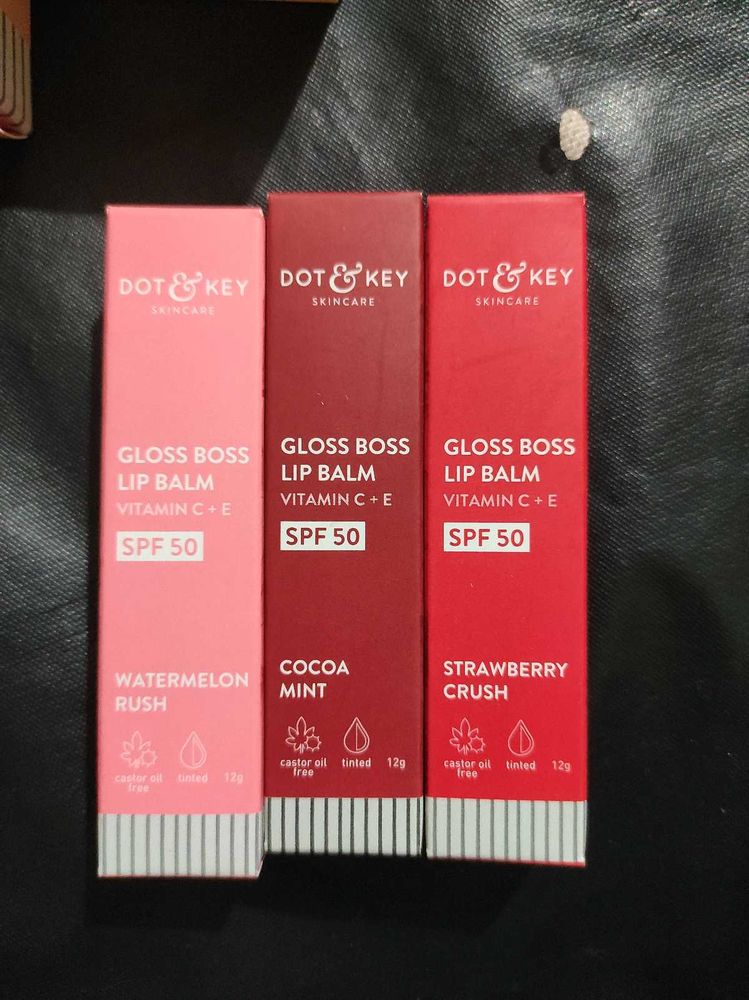 DOT & KEY
SKINCARE
GLOSS BOSS
LIP BALM
VITAMIN C + E
SPF 50
WATERMELON
RUSH
castor oil
free
tinted
12g
DOT & KEY
SKINCARE
GLOSS BOSS
LIP BALM
VITAMIN C + E
SPF 50
COCOA
MINT
castor oil
free
tinted
12g
DOT & KEY
SKINCARE
GLOSS BOSS
LIP BALM
VITAMIN C + E
SPF 50
STRAWBERRY
CRUSH
castor oil
free
tinted
12g